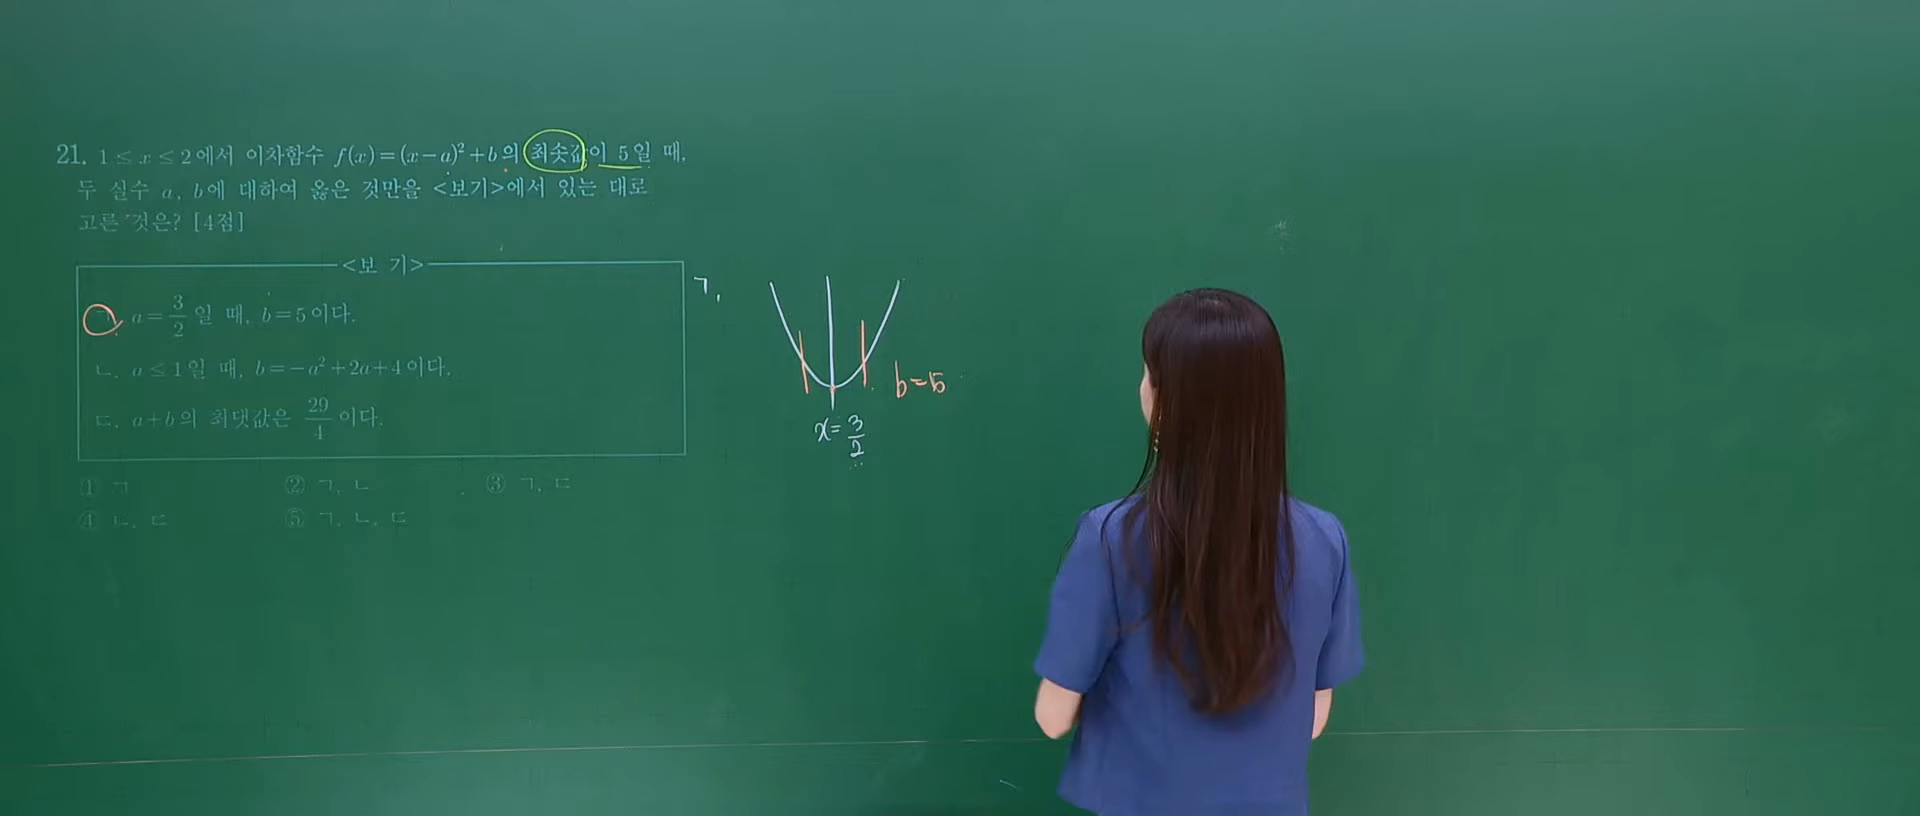 21. 1≤x≤2에서 이차함수 f(x)=(x−a)²+b의 최솟값이 5일 때,
두 실수 a, b에 대하여 옳은 것만을 <보기>에서 있는 대로
고른 것은? [4점]
<보 기>
ㄱ. a=3/2일 때, b=5이다.
ㄴ. a≤1일 때, b=−a²+2a+4이다.
ㄷ. a+b의 최댓값은 29/4이다.
① ㄱ ② ㄱ, ㄴ ③ ㄱ, ㄷ
④ ㄴ, ㄷ ⑤ ㄱ, ㄴ, ㄷ
ㄱ.
b=5
x=3/2